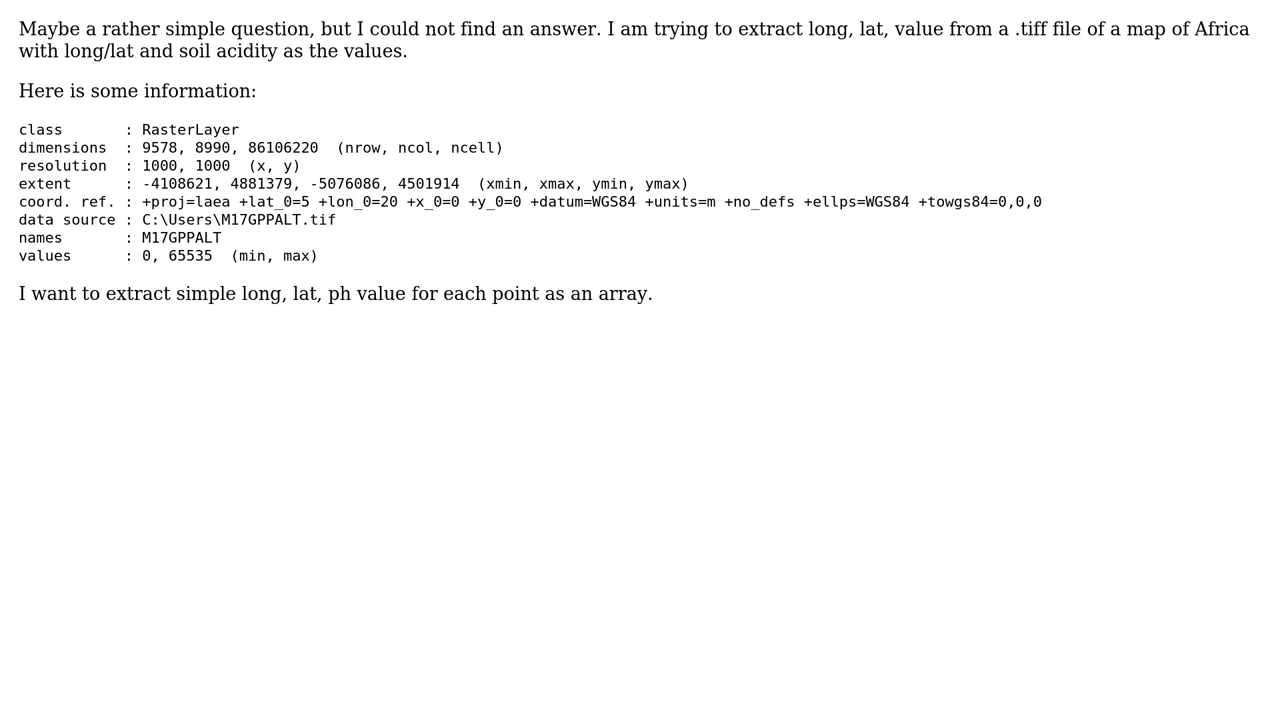 Maybe a rather simple question, but I could not find an answer. I am trying to extract long, lat, value from a .tiff file of a map of Africa
with long/lat and soil acidity as the values.
Here is some information:
class       : RasterLayer
dimensions  : 9578, 8990, 86106220  (nrow, ncol, ncell)
resolution  : 1000, 1000  (x, y)
extent      : -4108621, 4881379, -5076086, 4501914  (xmin, xmax, ymin, ymax)
coord. ref. : +proj=laea +lat_0=5 +lon_0=20 +x_0=0 +y_0=0 +datum=WGS84 +units=m +no_defs +ellps=WGS84 +towgs84=0,0,0
data source : C:\Users\M17GPPALT.tif
names       : M17GPPALT
values      : 0, 65535  (min, max)
I want to extract simple long, lat, ph value for each point as an array.